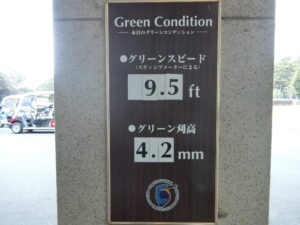 Green Condition
本日のグリーンコンディション
●グリーンスピード
(スティンプメーターによる)
9.5 ft
●グリーン刈高
4.2 mm